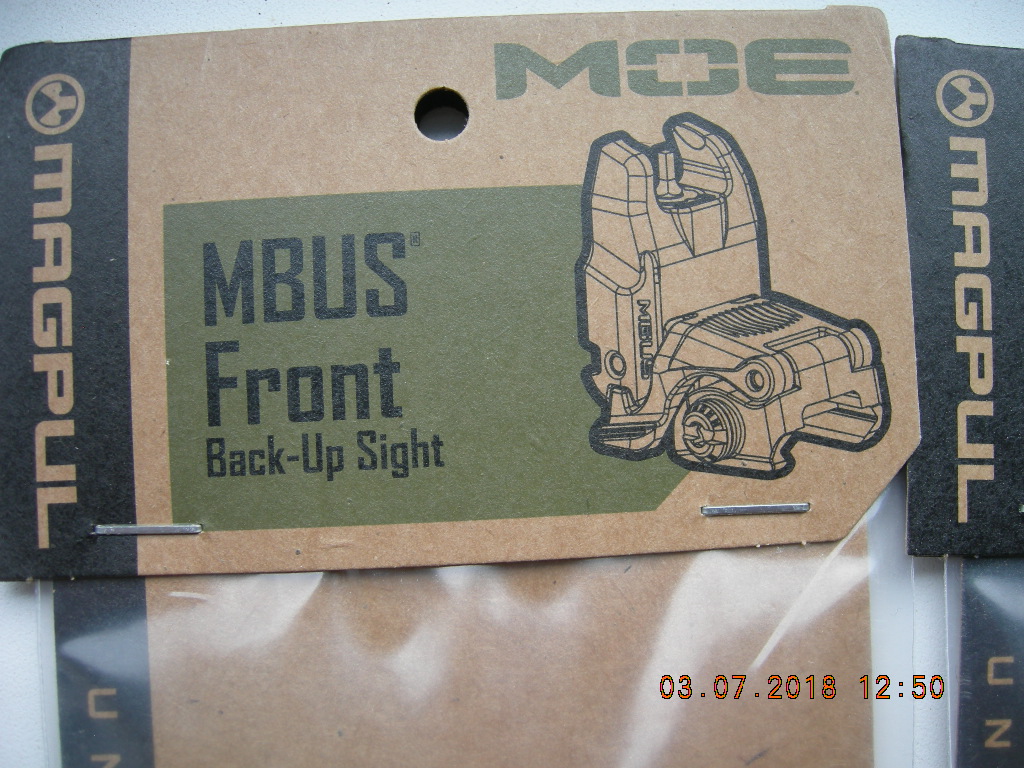 MAGPUL
MOE
MBUS®
Front
Back-Up Sight
MBUS
MAGPUL
U N
U N
03.07.2018 12:50